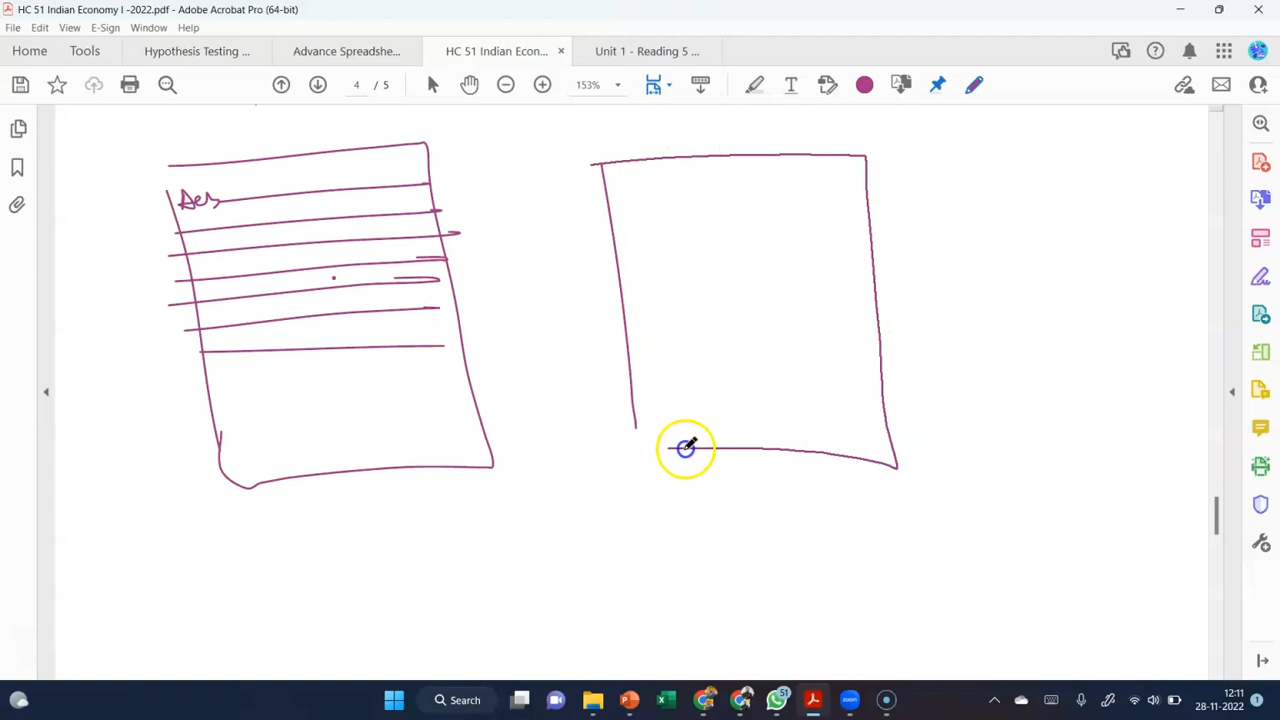 HC 51 Indian Economy I -2022.pdf - Adobe Acrobat Pro (64-bit)
File Edit View E-Sign Window Help
Home Tools Hypothesis Testing ... Advance Spreadshe... HC 51 Indian Econ... × Unit 1 - Reading 5 ...
4 / 5 153%
Search 51 12:11
28-11-2022